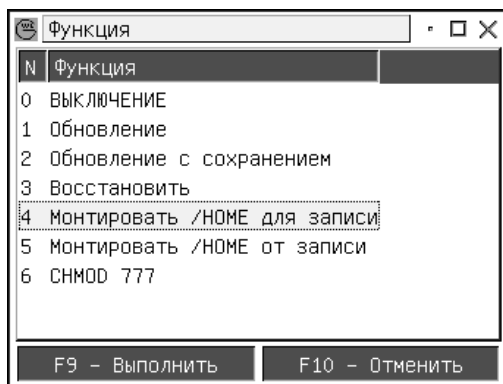 Функция
N Функция
0 ВЫКЛЮЧЕНИЕ
1 Обновление
2 Обновление с сохранением
3 Восстановить
4 Монтировать /HOME для записи
5 Монтировать /HOME от записи
6 CHMOD 777
F9 - Выполнить F10 - Отменить